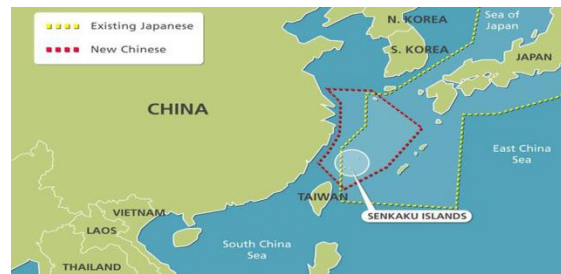 Existing Japanese
New Chinese
N. KOREA
Sea of
Japan
S. KOREA
JAPAN
CHINA
East China
Sea
TAIWAN
SENKAKU ISLANDS
VIETNAM
LAOS
South China
Sea
THAILAND